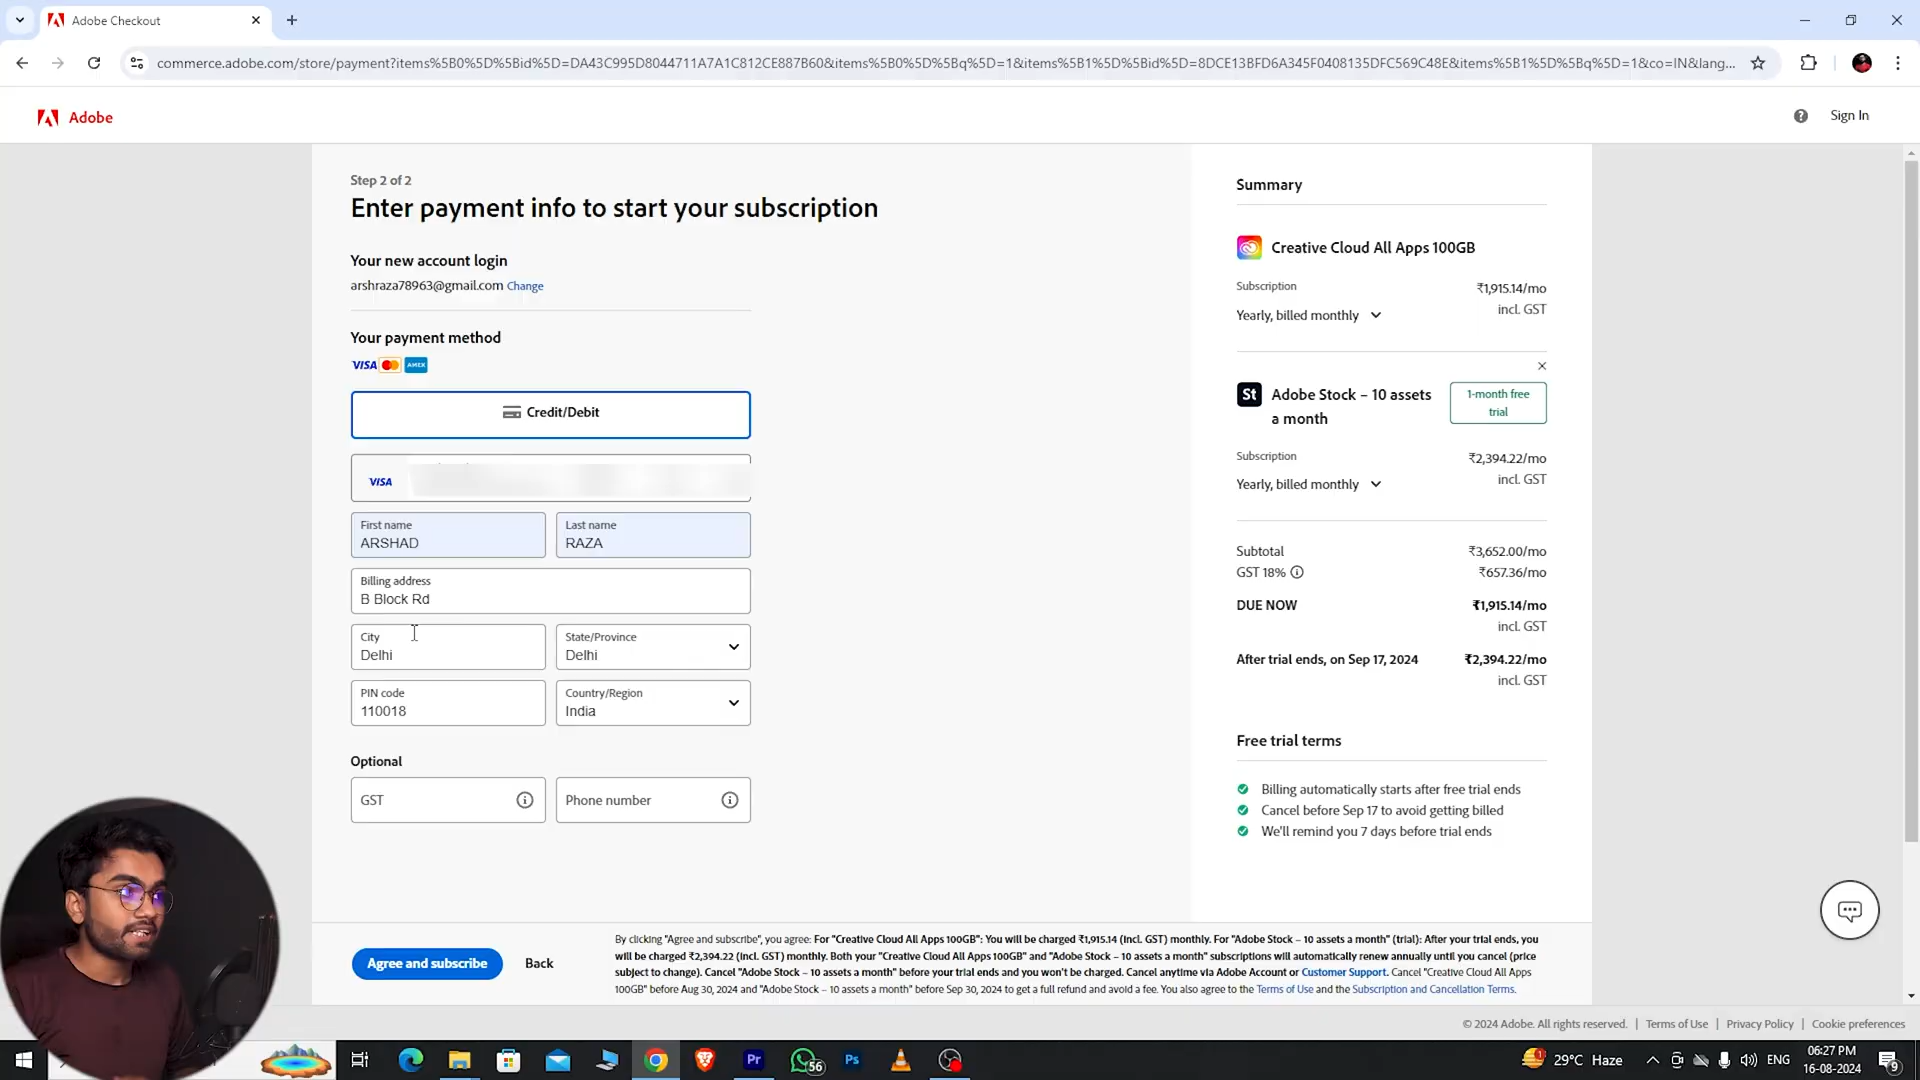 Adobe Checkout
commerce.adobe.com/store/payment?items%5B0%5D%5Bid%5D=DA43C995D8044711A7A1C812CE887B60&items%5B0%5D%5Bq%5D=1&items%5B1%5D%5Bid%5D=8DCE13BFD6A345F0408135DFC569C48E&items%5B1%5D%5Bq%5D=1&co=IN&lang...
Adobe
Sign In
Step 2 of 2
Enter payment info to start your subscription
Your new account login
arshraza78963@gmail.com Change
Your payment method
VISA AMEX
Credit/Debit
VISA
First name
ARSHAD
Last name
RAZA
Billing address
B Block Rd
City
Delhi
State/Province
Delhi
PIN code
110018
Country/Region
India
Optional
GST
Phone number
Summary
Creative Cloud All Apps 100GB
Subscription
₹1,915.14/mo
Yearly, billed monthly
incl. GST
St
Adobe Stock – 10 assets
a month
1-month free
trial
Subscription
₹2,394.22/mo
Yearly, billed monthly
incl. GST
Subtotal
₹3,652.00/mo
GST 18%
₹657.36/mo
DUE NOW
₹1,915.14/mo
incl. GST
After trial ends, on Sep 17, 2024
₹2,394.22/mo
incl. GST
Free trial terms
Billing automatically starts after free trial ends
Cancel before Sep 17 to avoid getting billed
We'll remind you 7 days before trial ends
Agree and subscribe
Back
By clicking "Agree and subscribe", you agree: For "Creative Cloud All Apps 100GB": You will be charged ₹1,915.14 (incl. GST) monthly. For "Adobe Stock – 10 assets a month" (trial): After your trial ends, you
will be charged ₹2,394.22 (incl. GST) monthly. Both your "Creative Cloud All Apps 100GB" and "Adobe Stock – 10 assets a month" subscriptions will automatically renew annually until you cancel (price
subject to change). Cancel "Adobe Stock – 10 assets a month" before your trial ends and you won't be charged. Cancel anytime via Adobe Account or Customer Support. Cancel "Creative Cloud All Apps
100GB" before Aug 30, 2024 and "Adobe Stock – 10 assets a month" before Sep 30, 2024 to get a full refund and avoid a fee. You also agree to the Terms of Use and the Subscription and Cancellation Terms.
© 2024 Adobe. All rights reserved. | Terms of Use | Privacy Policy | Cookie preferences
Pr
56
Ps
29°C Haze
ENG
06:27 PM
16-08-2024
9